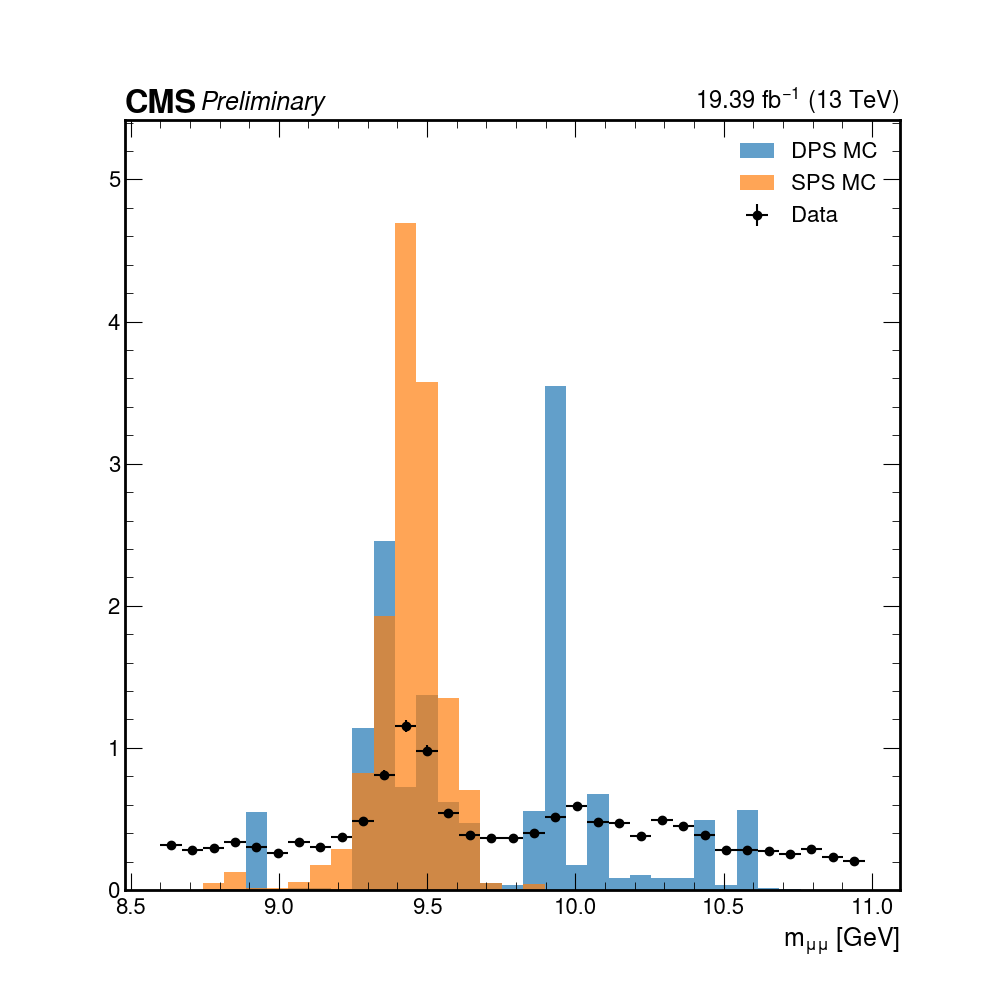 CMS Preliminary 19.39 fb⁻¹ (13 TeV)
DPS MC
SPS MC
Data
5
4
3
2
1
0
8.5 9.0 9.5 10.0 10.5 11.0
m_μμ [GeV]